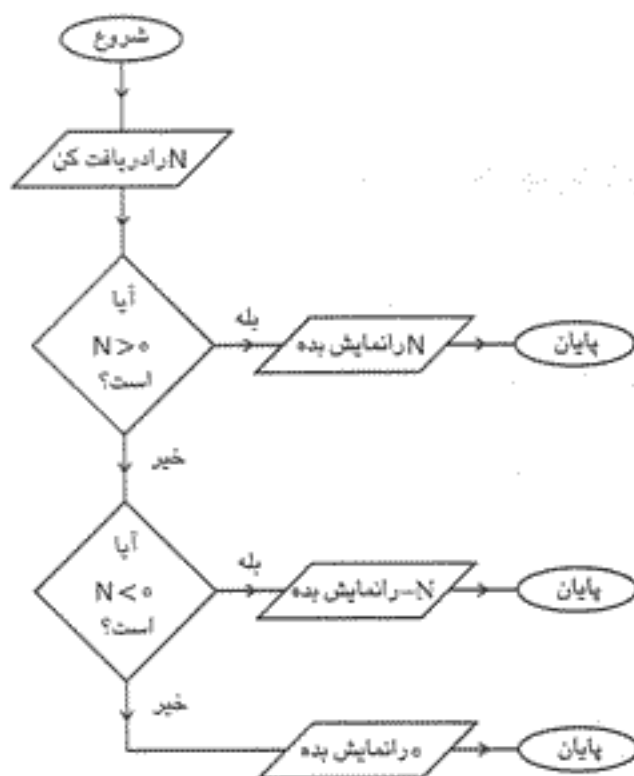 شروع
N را دریافت کن
آیا
N > ۰
است؟
بله
N را نمایش بده
پایان
خیر
آیا
N < ۰
است؟
بله
-N را نمایش بده
پایان
خیر
۰ را نمایش بده
پایان